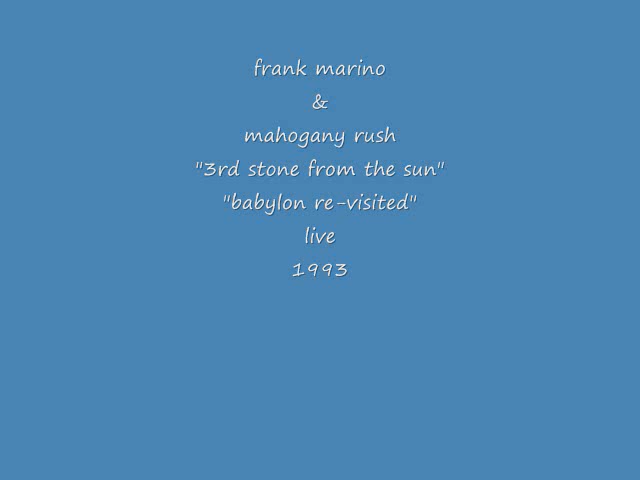 frank marino
&
mahogany rush
"3rd stone from the sun"
"babylon re-visited"
live
1993